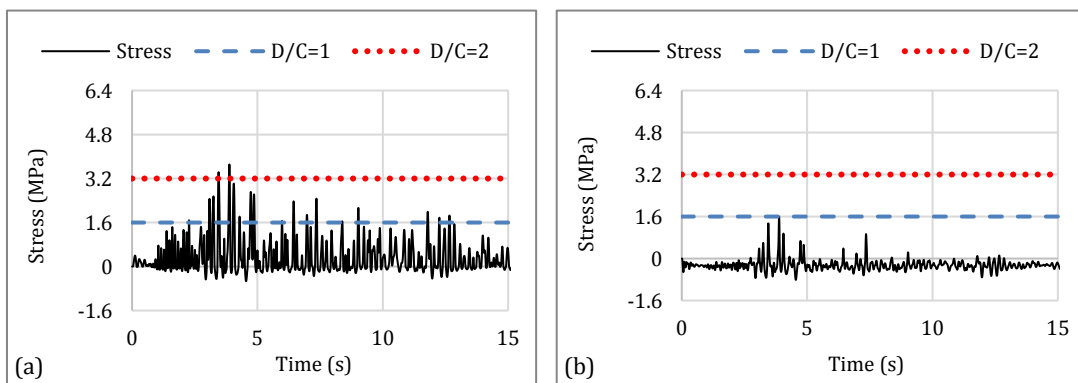 Stress D/C=1 D/C=2
6.4
4.8
3.2
1.6
0
-1.6
Stress (MPa)
0 5 10 15
Time (s)
(a)
Stress D/C=1 D/C=2
6.4
4.8
3.2
1.6
0
-1.6
Stress (MPa)
0 5 10 15
Time (s)
(b)